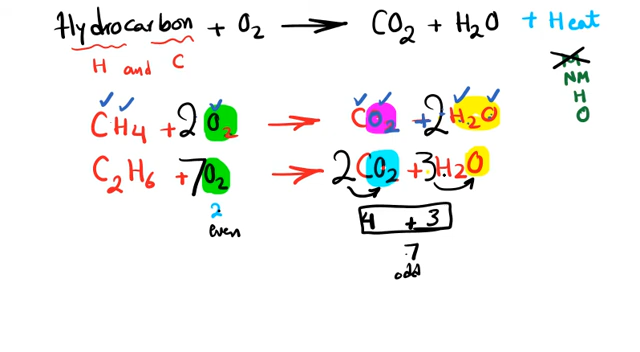 Hydrocarbon + O₂ → CO₂ + H₂O + Heat
H and C
NM
H
O
CH4 + 2O₂ → CO₂ + 2H₂O
C₂H₆ + 7O₂ → 2CO₂ + 3H₂O
2
even
4 + 3
7
odd